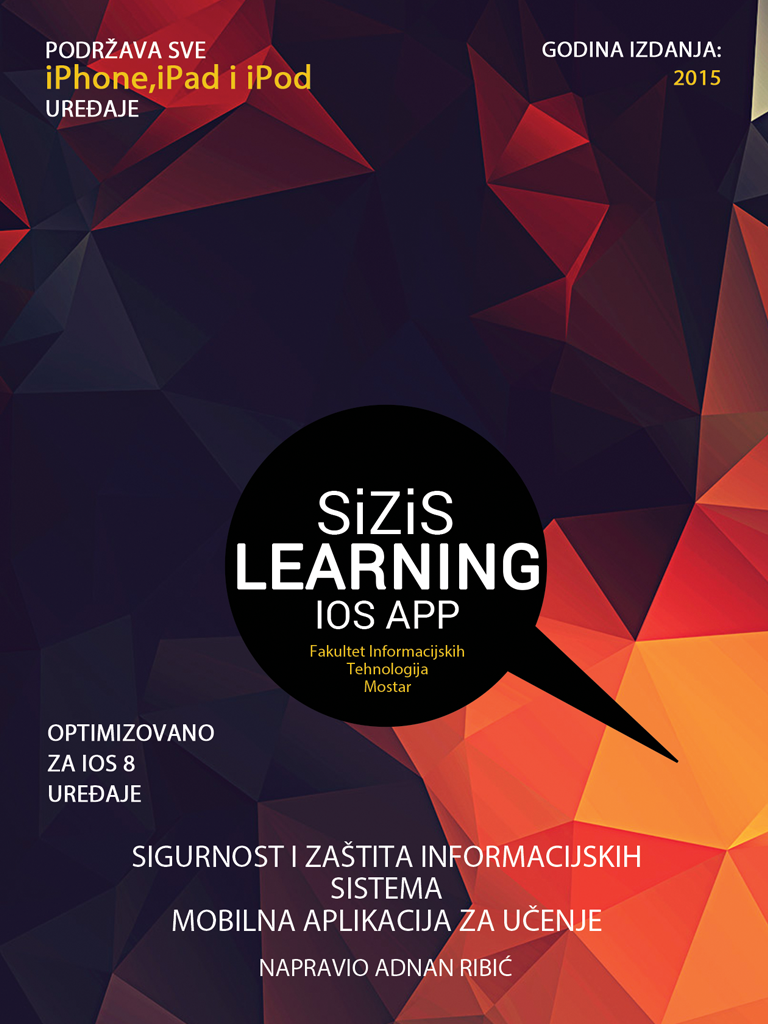 PODRŽAVA SVE
iPhone,iPad i iPod
UREĐAJE
GODINA IZDANJA:
2015
SiZiS
LEARNING
IOS APP
Fakultet Informacijskih
Tehnologija
Mostar
OPTIMIZOVANO
ZA IOS 8
UREĐAJE
SIGURNOST I ZAŠTITA INFORMACIJSKIH
SISTEMA
MOBILNA APLIKACIJA ZA UČENJE
NAPRAVIO ADNAN RIBIĆ